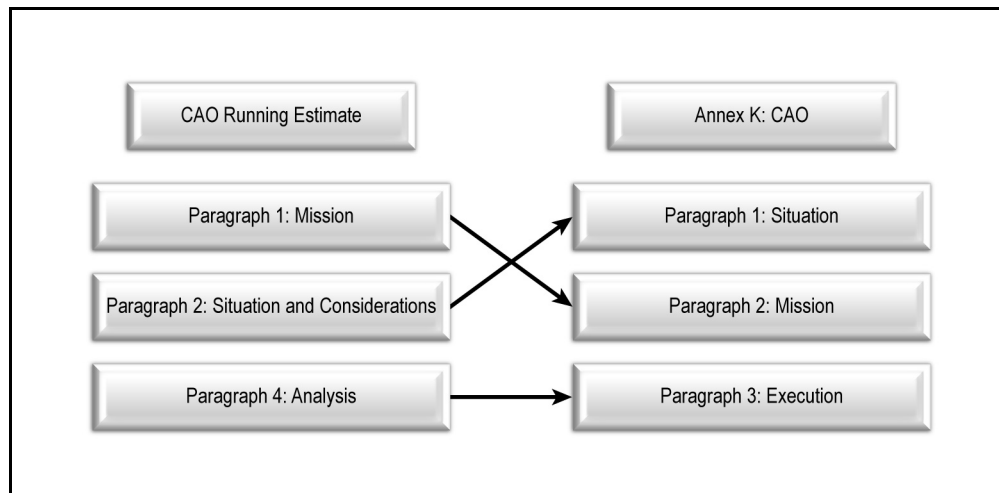 CAO Running Estimate
Annex K: CAO
Paragraph 1: Mission
Paragraph 1: Situation
Paragraph 2: Situation and Considerations
Paragraph 2: Mission
Paragraph 4: Analysis
Paragraph 3: Execution